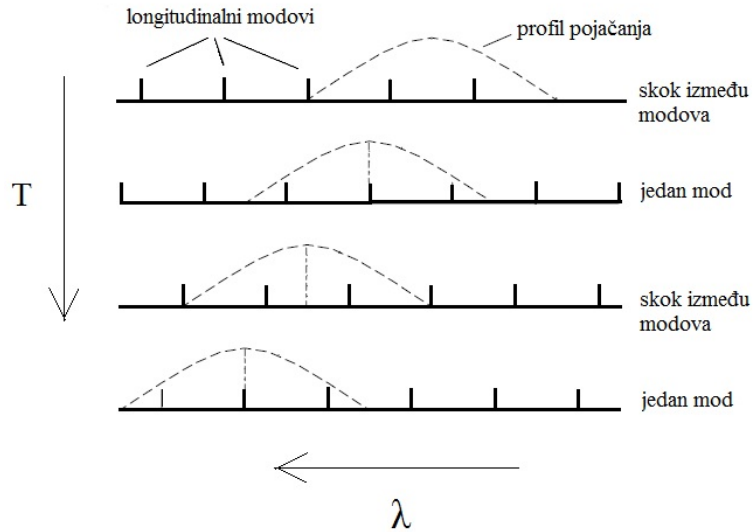 longitudinalni modovi
profil pojačanja
skok između
modova
T
jedan mod
skok između
modova
jedan mod
λ